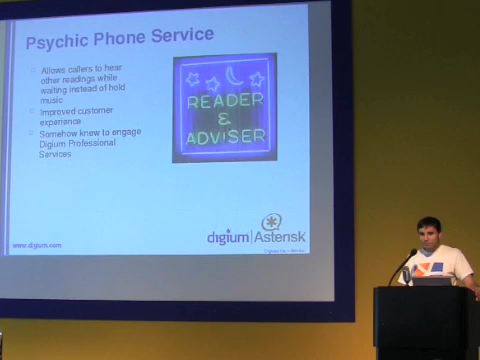 Psychic Phone Service
Allows callers to hear
other readings while
waiting instead of hold
music
Improved customer
experience
Somehow knew to engage
Digium Professional
Services
READER
&
ADVISER
www.digium.com
digium|Asterisk